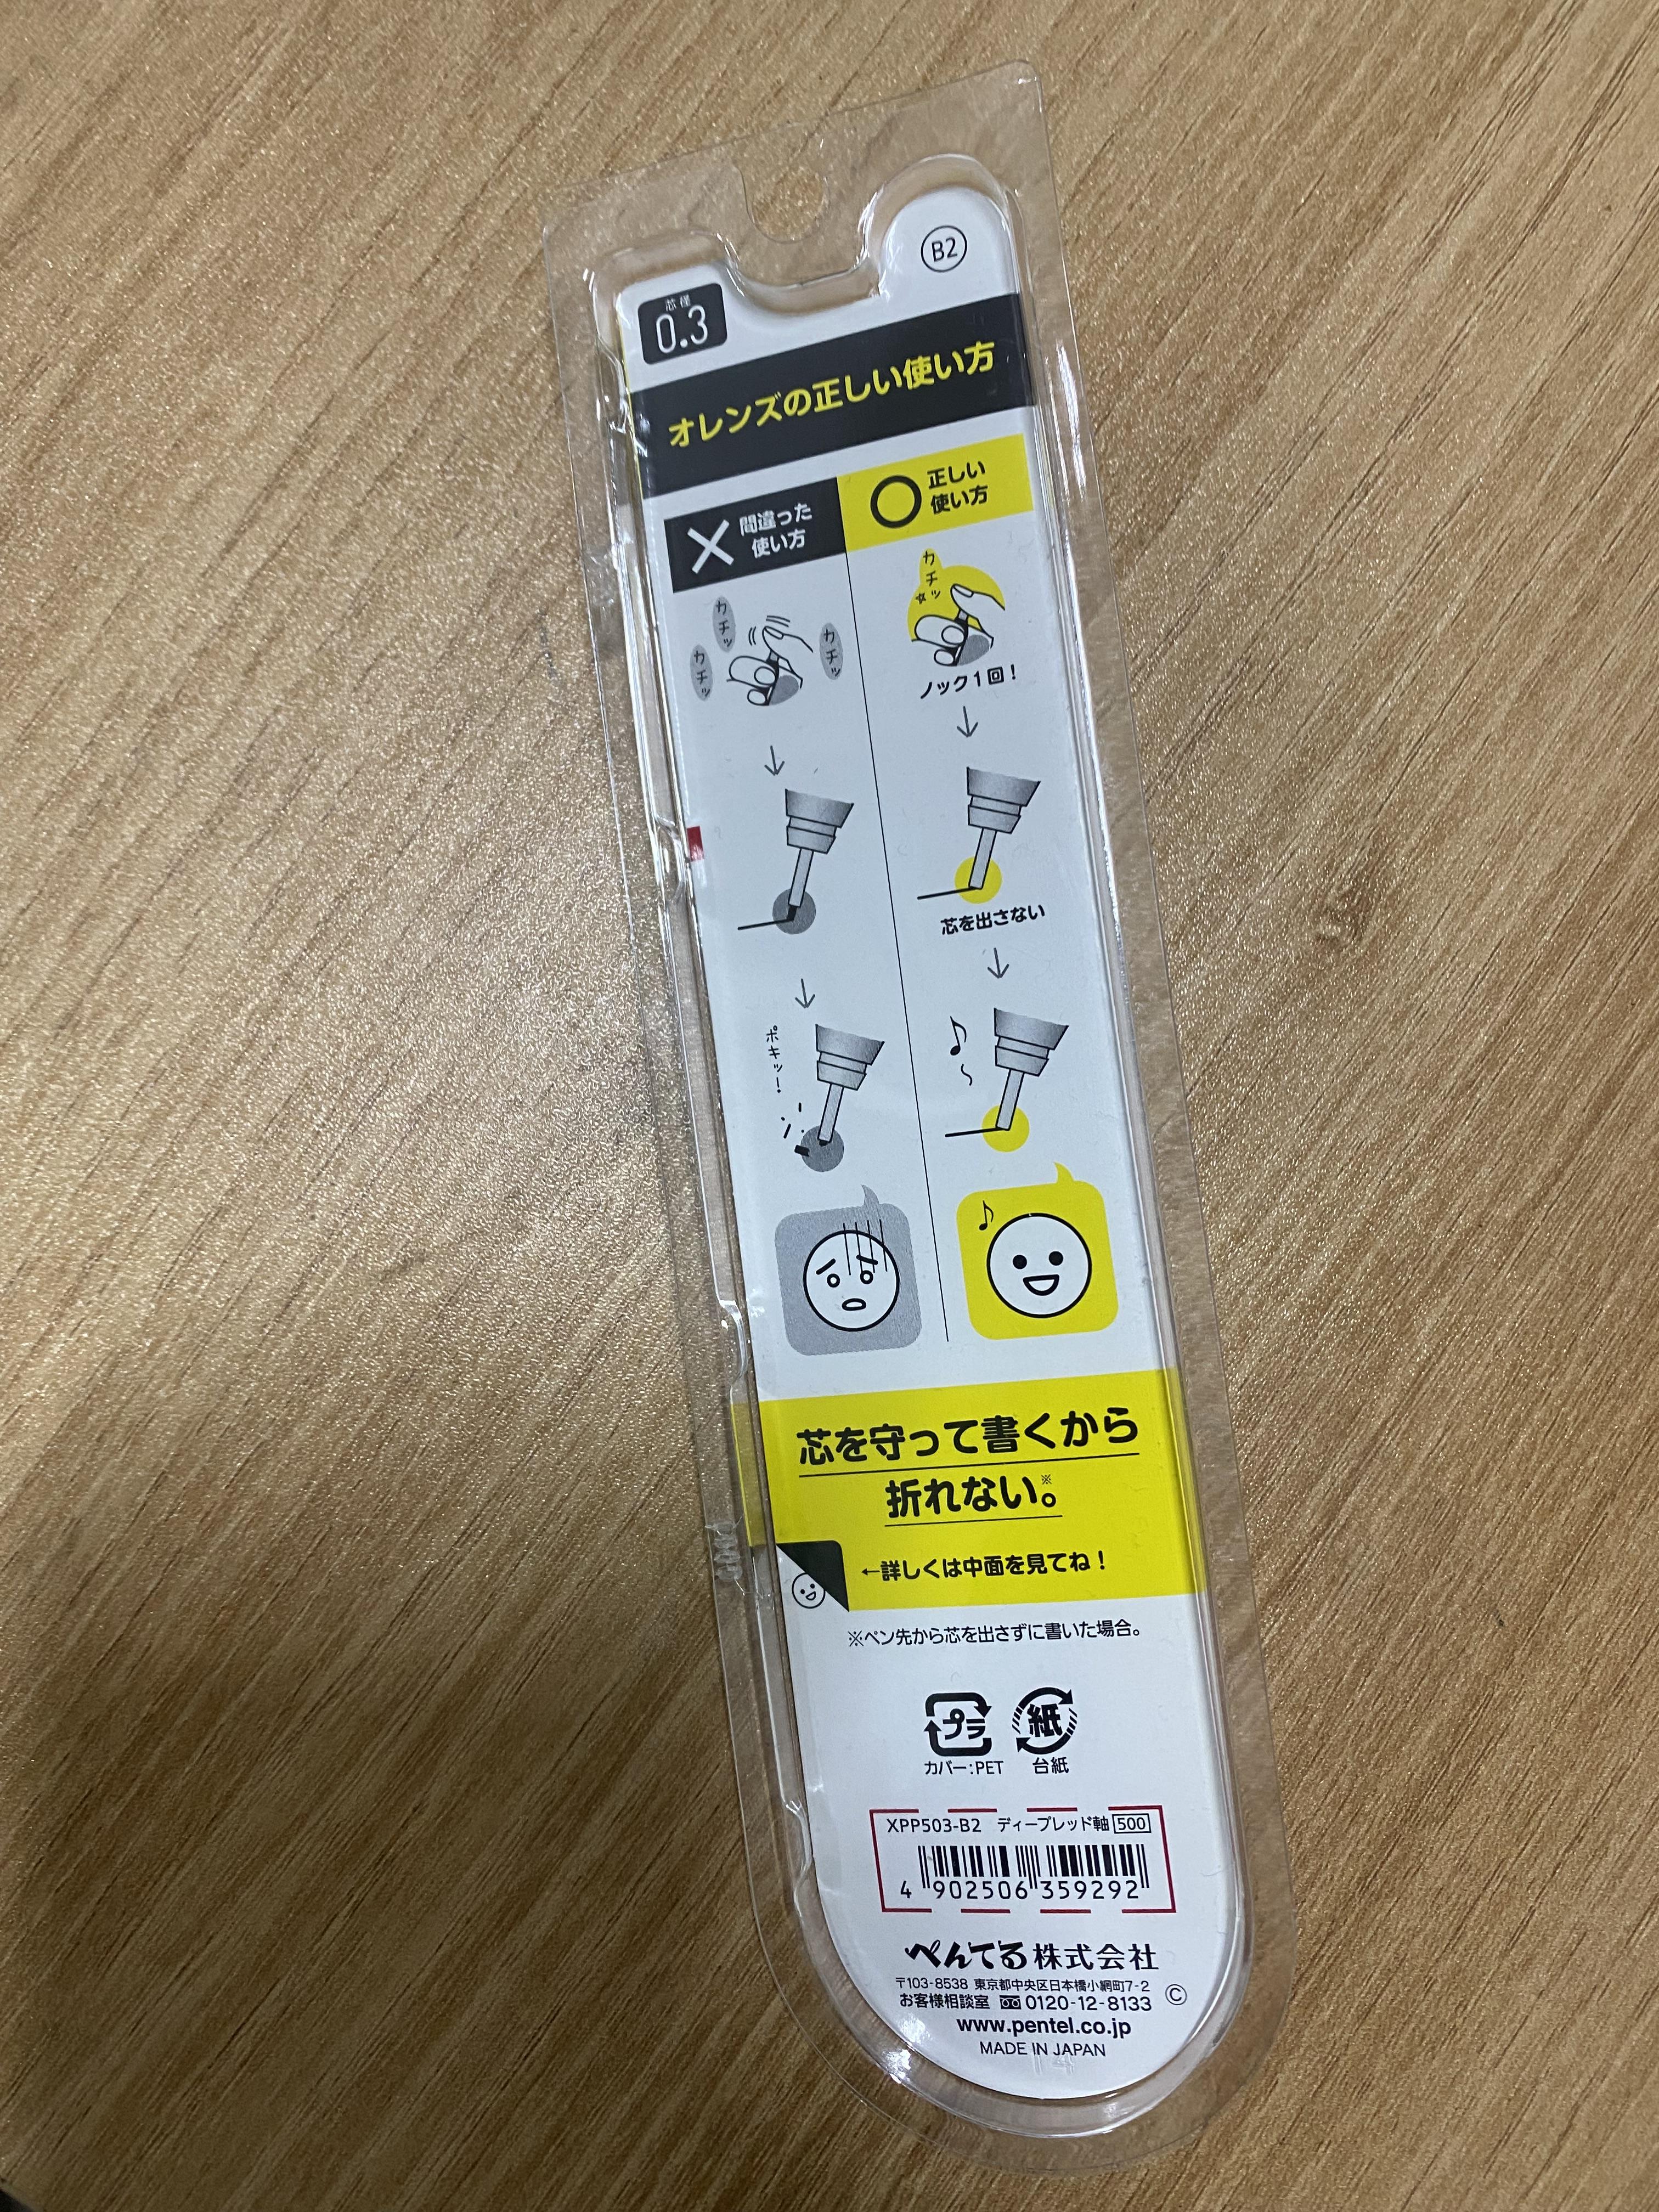 芯径
0.3
B2
オレンズの正しい使い方
間違った
使い方
正しい
使い方
カチッ
カチッ
カチッ
カチッ☆
ノック1回！
芯を出さない
ポキッ！
芯を守って書くから
折れない。※
←詳しくは中面を見てね！
※ペン先から芯を出さずに書いた場合。
プラ
紙
カバー:PET
台紙
XPP503-B2 ディープレッド軸 500
4 902506 359292
ぺんてる株式会社
〒103-8538 東京都中央区日本橋小網町7-2
お客様相談室 0120-12-8133 ©
www.pentel.co.jp
MADE IN JAPAN